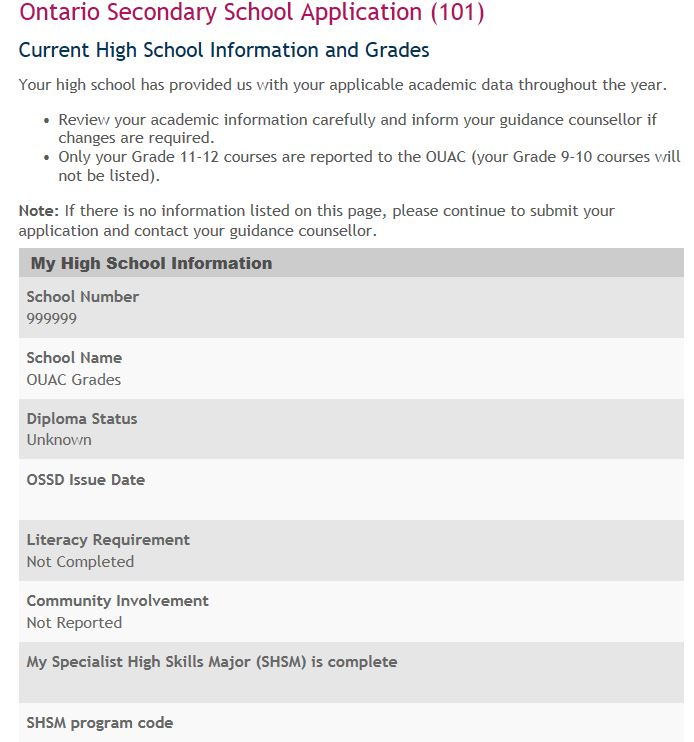 Ontario Secondary School Application (101)
Current High School Information and Grades
Your high school has provided us with your applicable academic data throughout the year.
• Review your academic information carefully and inform your guidance counsellor if
changes are required.
• Only your Grade 11-12 courses are reported to the OUAC (your Grade 9-10 courses will
not be listed).
Note: If there is no information listed on this page, please continue to submit your
application and contact your guidance counsellor.
My High School Information
School Number
999999
School Name
OUAC Grades
Diploma Status
Unknown
OSSD Issue Date
Literacy Requirement
Not Completed
Community Involvement
Not Reported
My Specialist High Skills Major (SHSM) is complete
SHSM program code